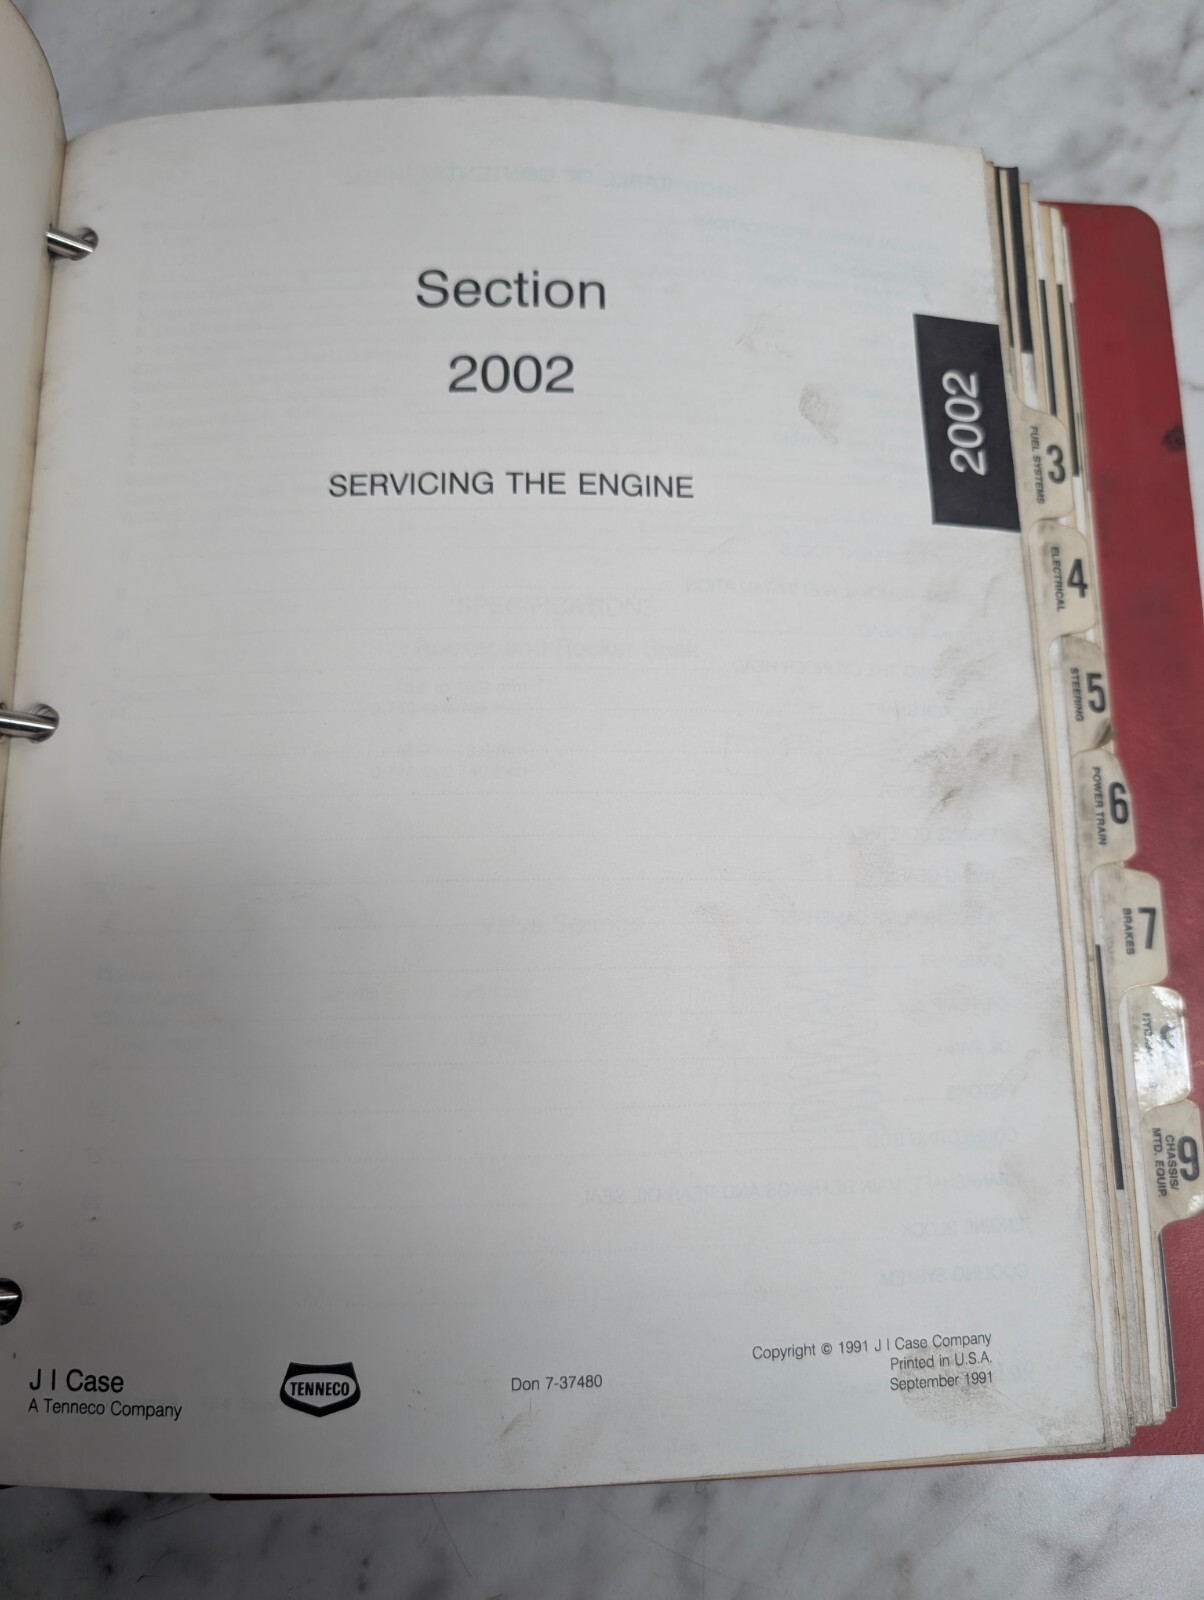 Section
2002
SERVICING THE ENGINE
2002
3
FUEL SYSTEMS
4
ELECTRICAL
5
STEERING
6
POWER TRAIN
7
BRAKES
9
CHASSIS/
MTD. EQUIP.
J I Case
A Tenneco Company
TENNECO
Don 7-37480
Copyright © 1991 J I Case Company
Printed in U.S.A.
September 1991